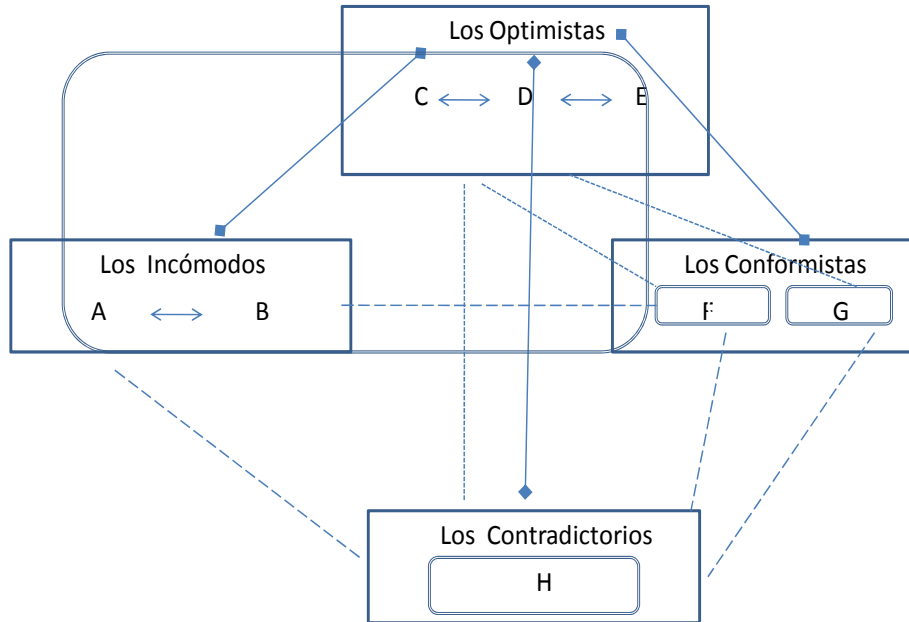 Los Optimistas
C D E
Los Incómodos
A B
Los Conformistas
F G
Los Contradictorios
H